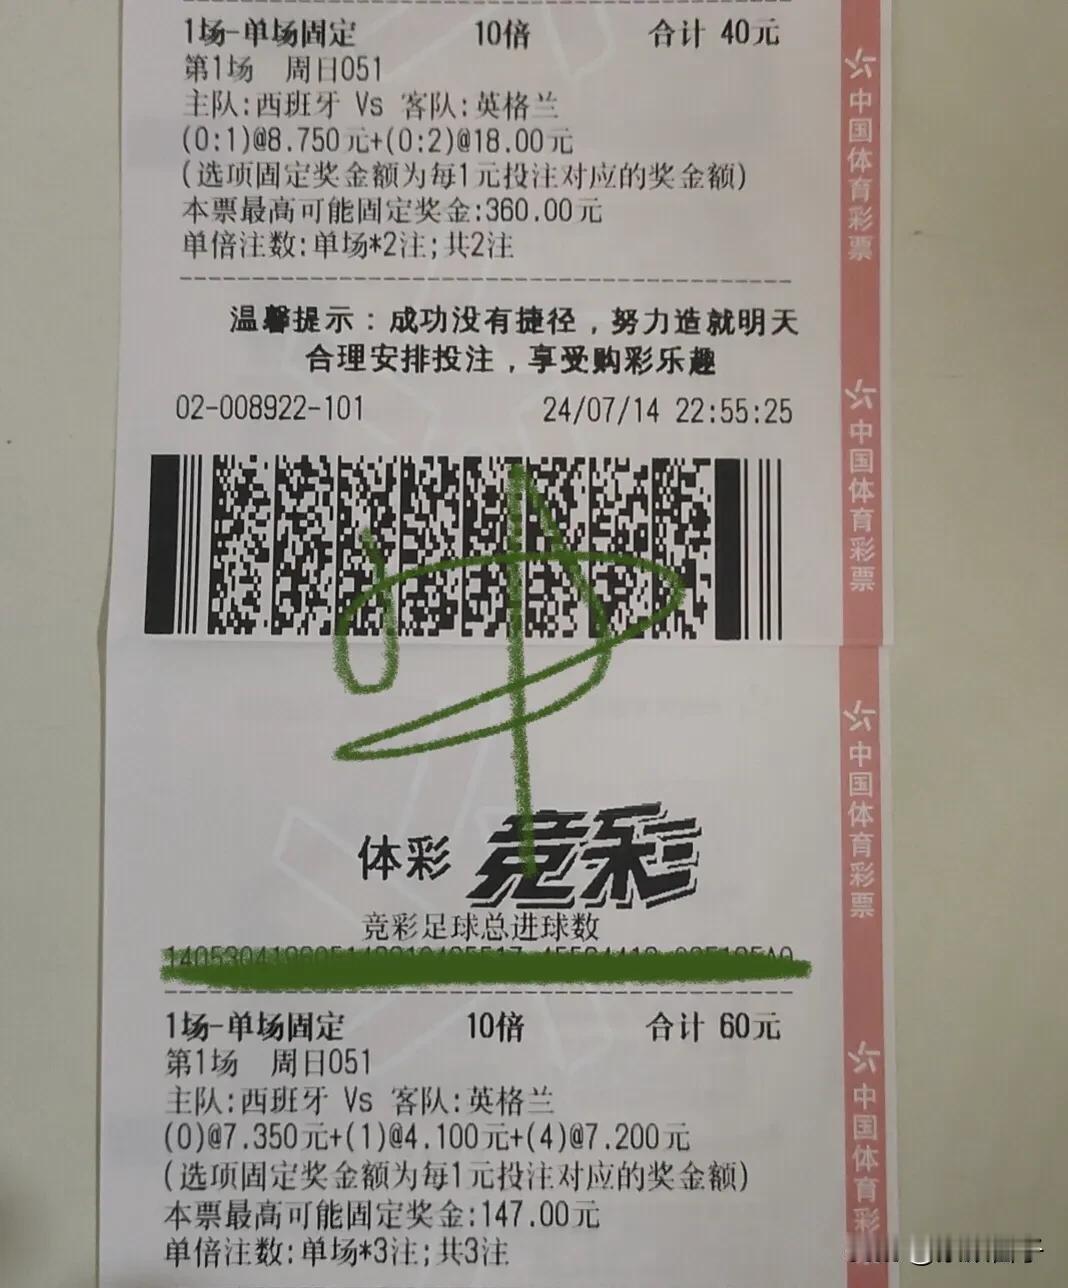 1场-单场固定 10倍 合计 40元
第1场 周日051
主队:西班牙 Vs 客队:英格兰
(0:1)@8.750元+(0:2)@18.00元
(选项固定奖金额为每1元投注对应的奖金额)
本票最高可能固定奖金:360.00元
单倍注数:单场*2注;共2注
温馨提示：成功没有捷径，努力造就明天
合理安排投注，享受购彩乐趣
02-008922-101 24/07/14 22:55:25
体彩 竞彩
竞彩足球总进球数
1场-单场固定 10倍 合计 60元
第1场 周日051
主队:西班牙 Vs 客队:英格兰
(0)@7.350元+(1)@4.100元+(4)@7.200元
(选项固定奖金额为每1元投注对应的奖金额)
本票最高可能固定奖金:147.00元
单倍注数:单场*3注;共3注
中国体育彩票
中国体育彩票
中国体育彩票
中国体育彩